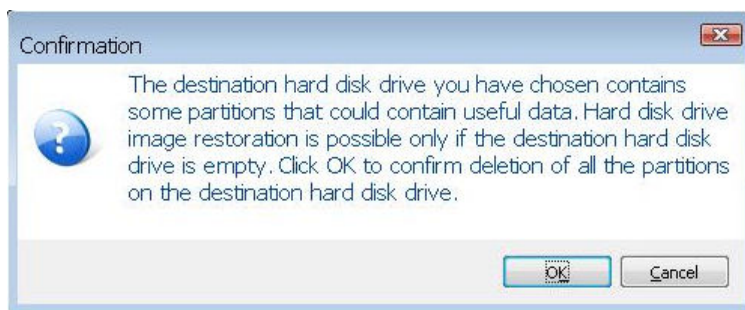 Confirmation
The destination hard disk drive you have chosen contains
some partitions that could contain useful data. Hard disk drive
image restoration is possible only if the destination hard disk
drive is empty. Click OK to confirm deletion of all the partitions
on the destination hard disk drive.
OK
Cancel